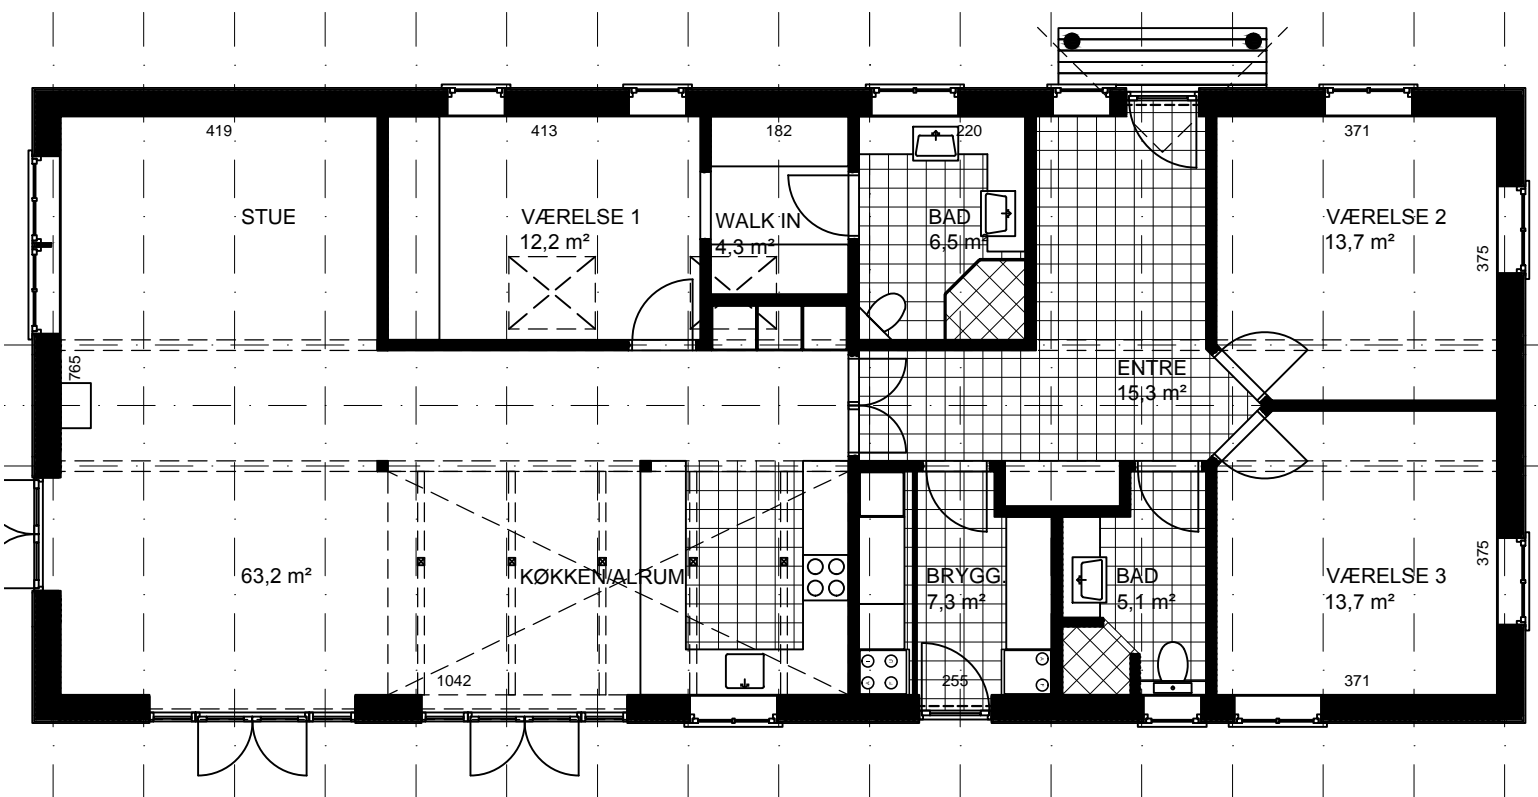 419
413
182
220
371
STUE
VÆRELSE 1
12,2 m²
WALK IN
4,3 m²
BAD
6,5 m²
VÆRELSE 2
13,7 m²
375
765
ENTRE
15,3 m²
63,2 m²
KØKKEN/ALRUM
BRYGG.
7,3 m²
BAD
5,1 m²
VÆRELSE 3
13,7 m²
375
1042
255
371